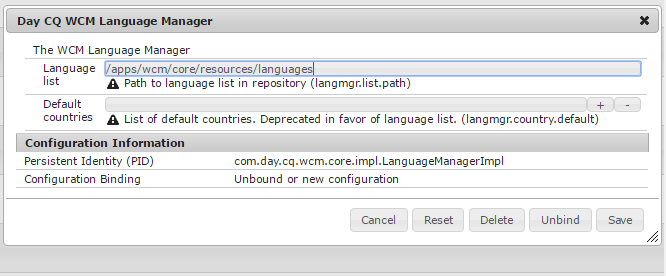 Day CQ WCM Language Manager
The WCM Language Manager
Language list /apps/wcm/core/resources/languages
Path to language list in repository (langmgr.list.path)
Default countries + -
List of default countries. Deprecated in favor of language list. (langmgr.country.default)
Configuration Information
Persistent Identity (PID) com.day.cq.wcm.core.impl.LanguageManagerImpl
Configuration Binding Unbound or new configuration
Cancel Reset Delete Unbind Save